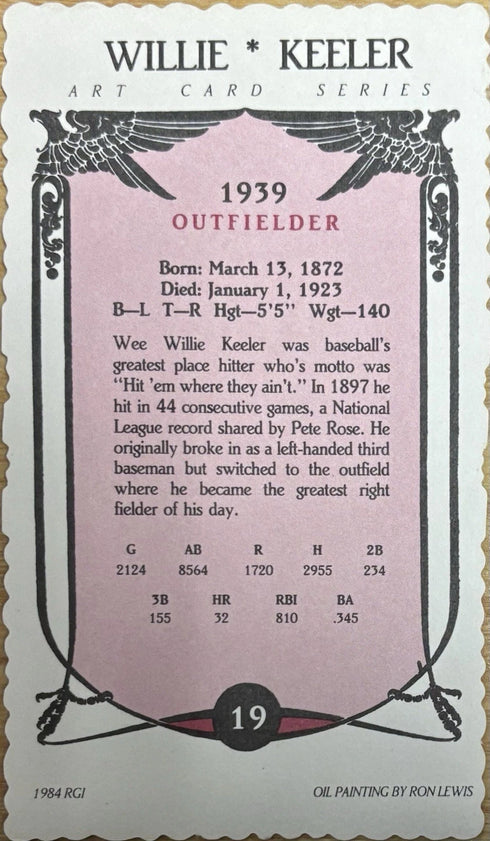 WILLIE * KEELER
ART CARD SERIES
1939
OUTFIELDER
Born: March 13, 1872
Died: January 1, 1923
B—L T—R Hgt—5'5" Wgt—140
Wee Willie Keeler was baseball's
greatest place hitter who's motto was
"Hit 'em where they ain't." In 1897 he
hit in 44 consecutive games, a National
League record shared by Pete Rose. He
originally broke in as a left-handed third
baseman but switched to the outfield
where he became the greatest right
fielder of his day.
G AB R H 2B
2124 8564 1720 2955 234
3B HR RBI BA
155 32 810 .345
19
1984 RGI OIL PAINTING BY RON LEWIS